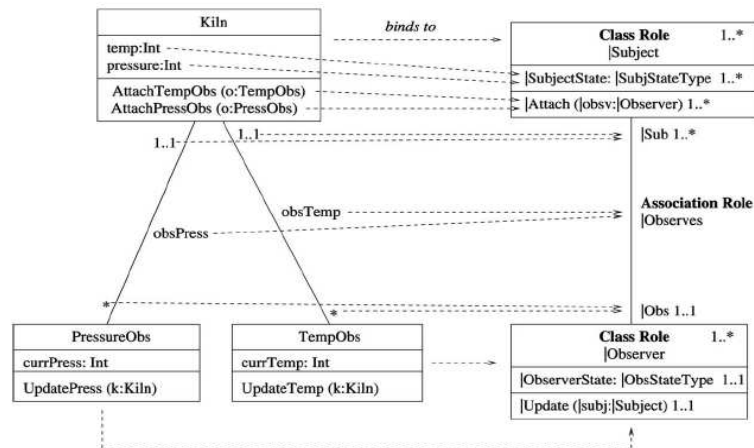 Kiln
temp:Int
pressure:Int
AttachTempObs (o:TempObs)
AttachPressObs (o:PressObs)
binds to
Class Role 1..*
|Subject
|SubjectState: |SubjStateType 1..*
|Attach (|obsv:|Observer) 1..*
1..1
1..1
|Sub 1..*
obsTemp
obsPress
Association Role
|Observes
*
*
|Obs 1..1
PressureObs
currPress: Int
UpdatePress (k:Kiln)
TempObs
currTemp: Int
UpdateTemp (k:Kiln)
Class Role 1..*
|Observer
|ObserverState: |ObsStateType 1..1
|Update (|subj:|Subject) 1..1